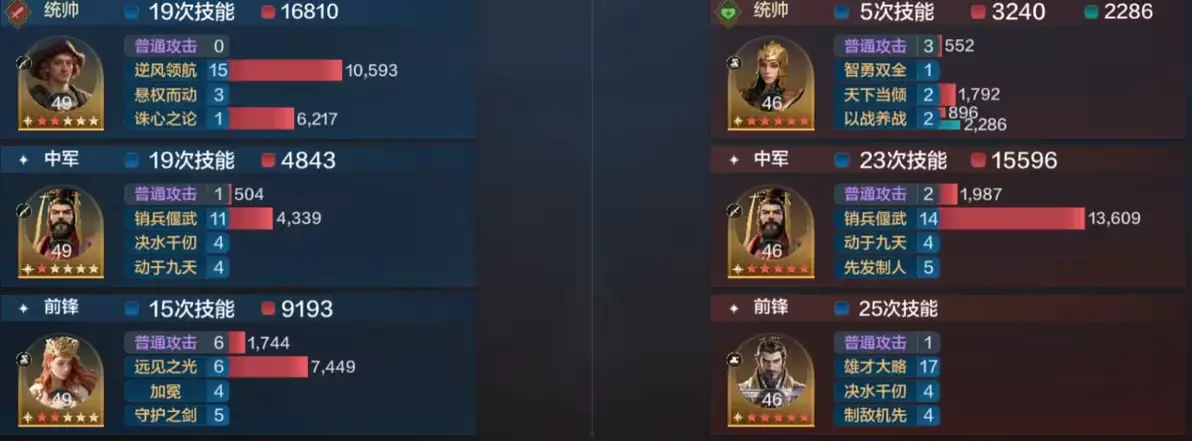 统帅 19次技能 16810
普通攻击 0
逆风领航 15 10,593
悬权而动 3
诛心之论 1 6,217
49
中军 19次技能 4843
普通攻击 1 504
销兵偃武 11 4,339
决水千仞 4
动于九天 4
49
前锋 15次技能 9193
普通攻击 6 1,744
远见之光 6 7,449
加冕 4
守护之剑 5
49
统帅 5次技能 3240 2286
普通攻击 3 552
智勇双全 1
天下当倾 2 1,792
以战养战 2 896
2,286
46
中军 23次技能 15596
普通攻击 2 1,987
销兵偃武 14 13,609
动于九天 4
先发制人 5
46
前锋 25次技能
普通攻击 1
雄才大略 17
决水千仞 4
制敌机先 4
46